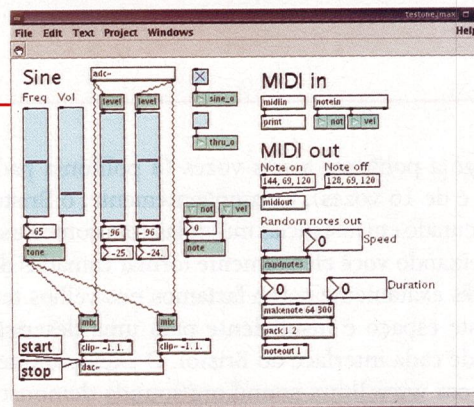 testone.max
File Edit Text Project Windows Help
Sine
Freq Vol
adc~
level level
sine_o
thru_o
65
-96 -96
-25. -24.
tone
not vel
0
note
mix mix
start
stop
clip~ -1. 1. clip~ -1. 1.
dac~
MIDI in
midiin notein
print not vel
MIDI out
Note on Note off
144, 69, 120 128, 69, 120
midiout
Random notes out
0 Speed
randnotes
0 0 Duration
makenote 64 300
pack 1 2
noteout 1